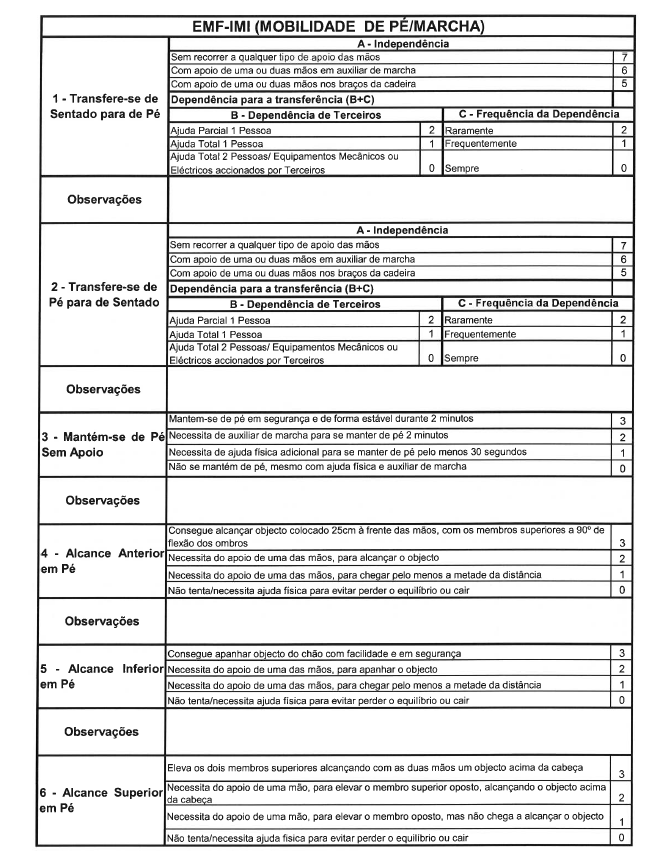 EMF-IMI (MOBILIDADE DE PÉ/MARCHA)
1 - Transfere-se de Sentado para de Pé
A - Independência
Sem recorrer a qualquer tipo de apoio das mãos 7
Com apoio de uma ou duas mãos em auxiliar de marcha 6
Com apoio de uma ou duas mãos nos braços da cadeira 5
Dependência para a transferência (B+C)
B - Dependência de Terceiros C - Frequência da Dependência
Ajuda Parcial 1 Pessoa 2 Raramente 2
Ajuda Total 1 Pessoa 1 Frequentemente 1
Ajuda Total 2 Pessoas/ Equipamentos Mecânicos ou
Eléctricos accionados por Terceiros 0 Sempre 0
Observações
2 - Transfere-se de Pé para de Sentado
A - Independência
Sem recorrer a qualquer tipo de apoio das mãos 7
Com apoio de uma ou duas mãos em auxiliar de marcha 6
Com apoio de uma ou duas mãos nos braços da cadeira 5
Dependência para a transferência (B+C)
B - Dependência de Terceiros C - Frequência da Dependência
Ajuda Parcial 1 Pessoa 2 Raramente 2
Ajuda Total 1 Pessoa 1 Frequentemente 1
Ajuda Total 2 Pessoas/ Equipamentos Mecânicos ou
Eléctricos accionados por Terceiros 0 Sempre 0
Observações
3 - Mantém-se de Pé Sem Apoio
Mantem-se de pé em segurança e de forma estável durante 2 minutos 3
Necessita de auxiliar de marcha para se manter de pé 2 minutos 2
Necessita de ajuda física adicional para se manter de pé pelo menos 30 segundos 1
Não se mantém de pé, mesmo com ajuda física e auxiliar de marcha 0
Observações
4 - Alcance Anterior em Pé
Consegue alcançar objecto colocado 25cm à frente das mãos, com os membros superiores a 90º de
flexão dos ombros 3
Necessita do apoio de uma das mãos, para alcançar o objecto 2
Necessita do apoio de uma das mãos, para chegar pelo menos a metade da distância 1
Não tenta/necessita ajuda física para evitar perder o equilíbrio ou cair 0
Observações
5 - Alcance Inferior em Pé
Consegue apanhar objecto do chão com facilidade e em segurança 3
Necessita do apoio de uma das mãos, para apanhar o objecto 2
Necessita do apoio de uma das mãos, para chegar pelo menos a metade da distância 1
Não tenta/necessita ajuda física para evitar perder o equilíbrio ou cair 0
Observações
6 - Alcance Superior em Pé
Eleva os dois membros superiores alcançando com as duas mãos um objecto acima da cabeça 3
Necessita do apoio de uma mão, para elevar o membro superior oposto, alcançando o objecto acima
da cabeça 2
Necessita do apoio de uma mão, para elevar o membro oposto, mas não chega a alcançar o objecto 1
Não tenta/necessita ajuda física para evitar perder o equilíbrio ou cair 0